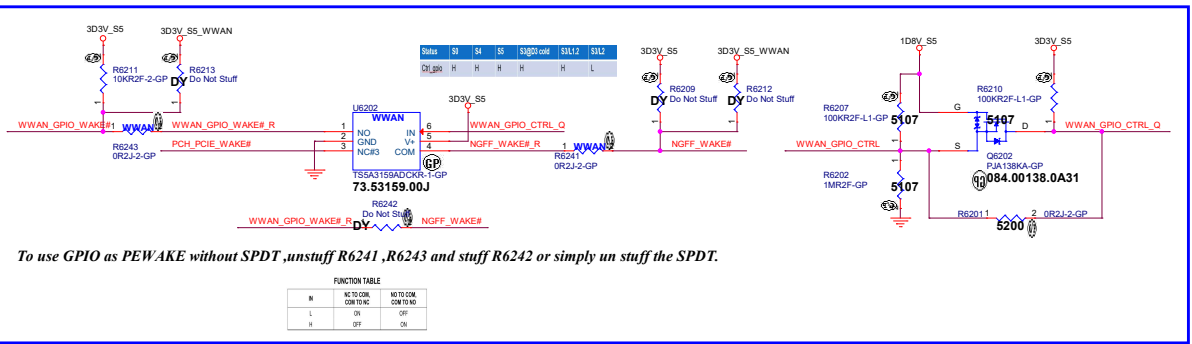 3D3V_S5
3D3V_S5_WWAN
R6211
10KR2F-2-GP
R6213
Do Not Stuff
DY
WWAN_GPIO_WAKE#
1
WWAN
WWAN_GPIO_WAKE#_R
R6243
0R2J-2-GP
PCH_PCIE_WAKE#
Status S0 S4 S5 S3@D3 cold S3/L1.2 S3/L2
Ctrl_gpio H H H H H L
U6202
WWAN
3D3V_S5
1 NO IN 6 WWAN_GPIO_CTRL_Q
2 GND V+ 5
3 NC#3 COM 4 NGFF_WAKE#_R
GP
TS5A3159ADCKR-1-GP
73.53159.00J
3D3V_S5
3D3V_S5_WWAN
R6209
DY Do Not Stuff
R6212
DY Do Not Stuff
1 WWAN
R6241
0R2J-2-GP
NGFF_WAKE#
R6242
Do Not Stuff
WWAN_GPIO_WAKE#_R DY NGFF_WAKE#
1D8V_S5
3D3V_S5
R6207
100KR2F-L1-GP
5107
R6210
100KR2F-L1-GP
G
5107
D
WWAN_GPIO_CTRL_Q
WWAN_GPIO_CTRL
S
Q6202
PJA138KA-GP
084.00138.0A31
R6202
1MR2F-GP
5107
R6201 1 2 0R2J-2-GP
5200
To use GPIO as PEWAKE without SPDT ,unstuff R6241 ,R6243 and stuff R6242 or simply un stuff the SPDT.
FUNCTION TABLE
IN NC TO COM, COM TO NC NO TO COM, COM TO NO
L ON OFF
H OFF ON